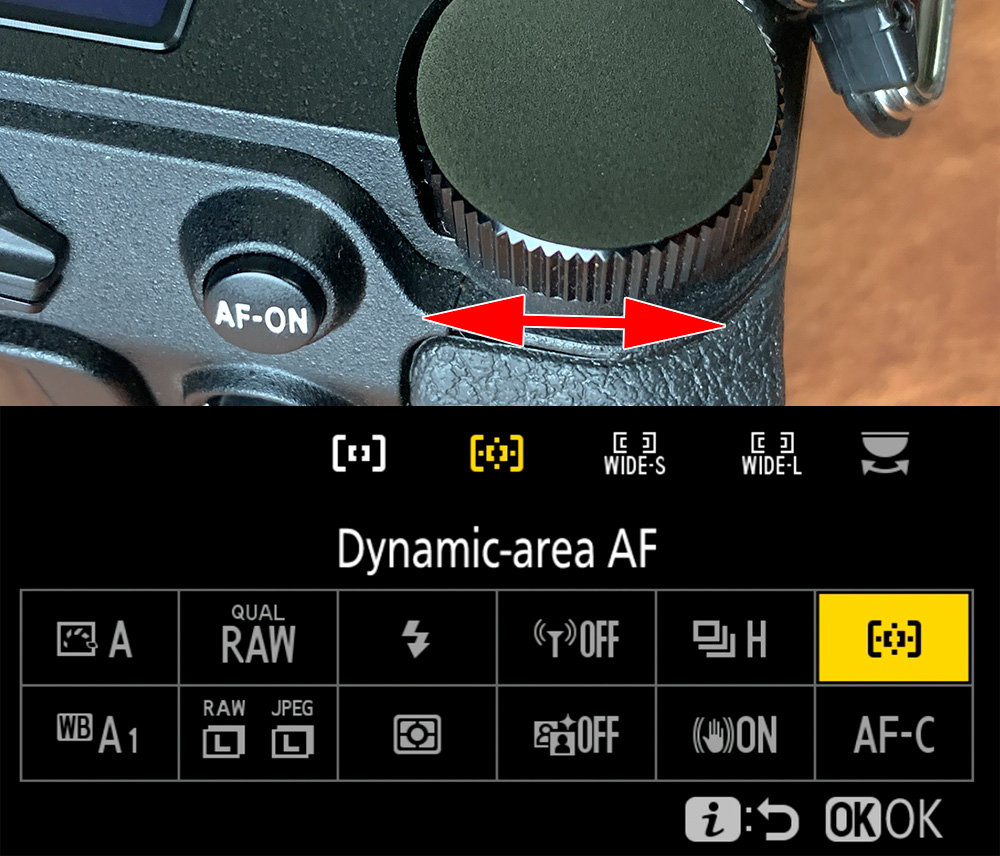 AF-ON
WIDE-S WIDE-L
Dynamic-area AF
A
QUAL
RAW
OFF
H
WB A1
RAW JPEG
L L
OFF
ON
AF-C
i: OK OK